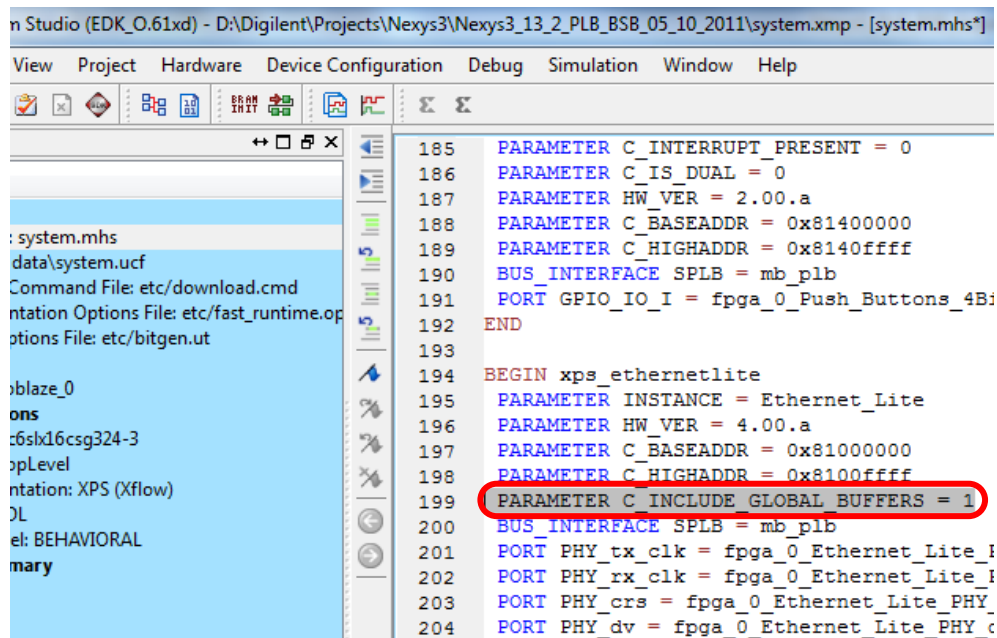 m Studio (EDK_O.61xd) - D:\Digilent\Projects\Nexys3\Nexys3_13_2_PLB_BSB_05_10_2011\system.xmp - [system.mhs*]
View Project Hardware Device Configuration Debug Simulation Window Help
BRAM INIT
: system.mhs
data\system.ucf
Command File: etc/download.cmd
ntation Options File: etc/fast_runtime.op
ptions File: etc/bitgen.ut
oblaze_0
ons
c6slx16csg324-3
opLevel
ntation: XPS (Xflow)
DL
el: BEHAVIORAL
mary
185 PARAMETER C_INTERRUPT_PRESENT = 0
186 PARAMETER C_IS_DUAL = 0
187 PARAMETER HW_VER = 2.00.a
188 PARAMETER C_BASEADDR = 0x81400000
189 PARAMETER C_HIGHADDR = 0x8140ffff
190 BUS_INTERFACE SPLB = mb_plb
191 PORT GPIO_IO_I = fpga_0_Push_Buttons_4Bi
192 END
193
194 BEGIN xps_ethernetlite
195 PARAMETER INSTANCE = Ethernet_Lite
196 PARAMETER HW_VER = 4.00.a
197 PARAMETER C_BASEADDR = 0x81000000
198 PARAMETER C_HIGHADDR = 0x8100ffff
199 PARAMETER C_INCLUDE_GLOBAL_BUFFERS = 1
200 BUS_INTERFACE SPLB = mb_plb
201 PORT PHY_tx_clk = fpga_0_Ethernet_Lite_P
202 PORT PHY_rx_clk = fpga_0_Ethernet_Lite_P
203 PORT PHY_crs = fpga_0_Ethernet_Lite_PHY_
204 PORT PHY_dv = fpga_0_Ethernet_Lite_PHY_d